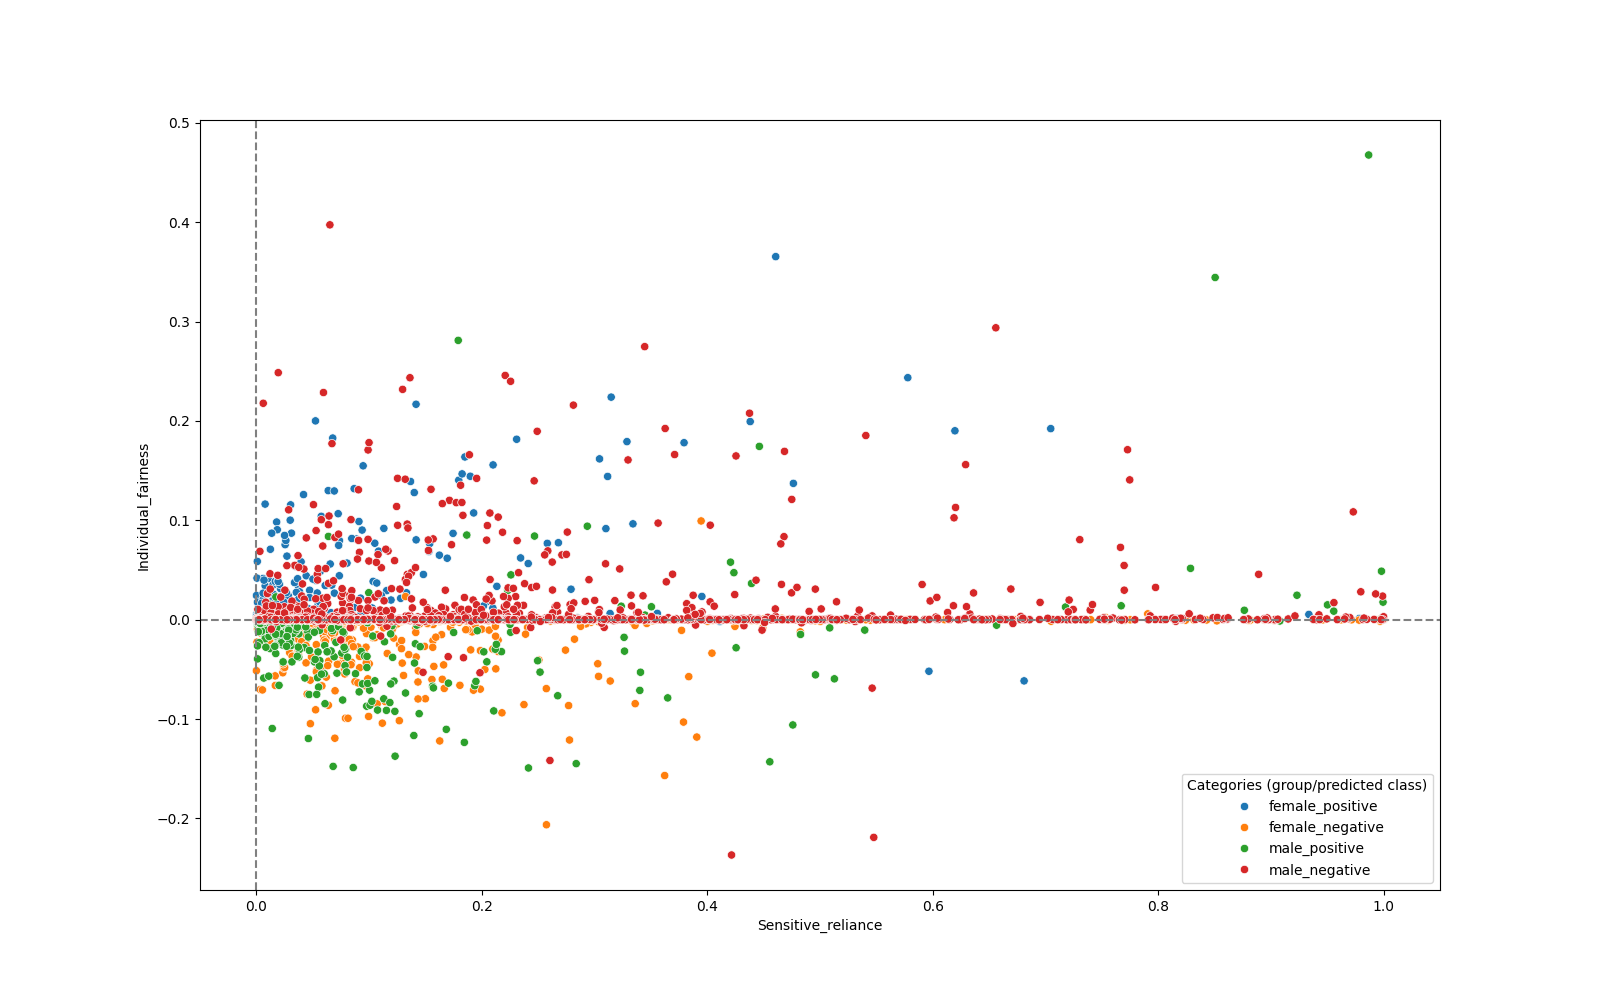 0.5
0.4
0.3
0.2
0.1
0.0
−0.1
−0.2
Individual_fairness
0.0
0.2
0.4
0.6
0.8
1.0
Sensitive_reliance
Categories (group/predicted class)
female_positive
female_negative
male_positive
male_negative